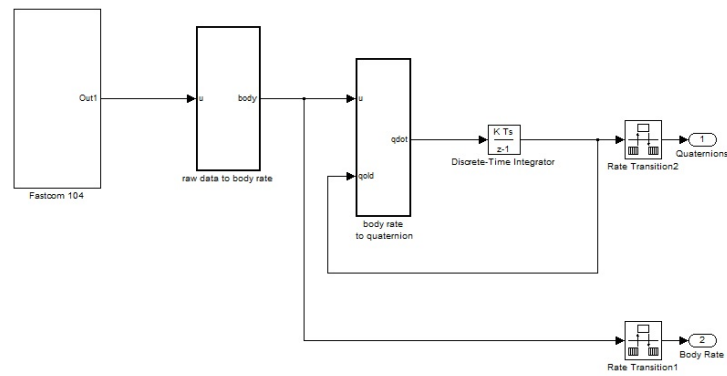 Out1
Fastcom 104
u
body
raw data to body rate
u
qdot
qold
body rate
to quaternion
K Ts
z-1
Discrete-Time Integrator
Rate Transition2
1
Quaternions
Rate Transition1
2
Body Rate